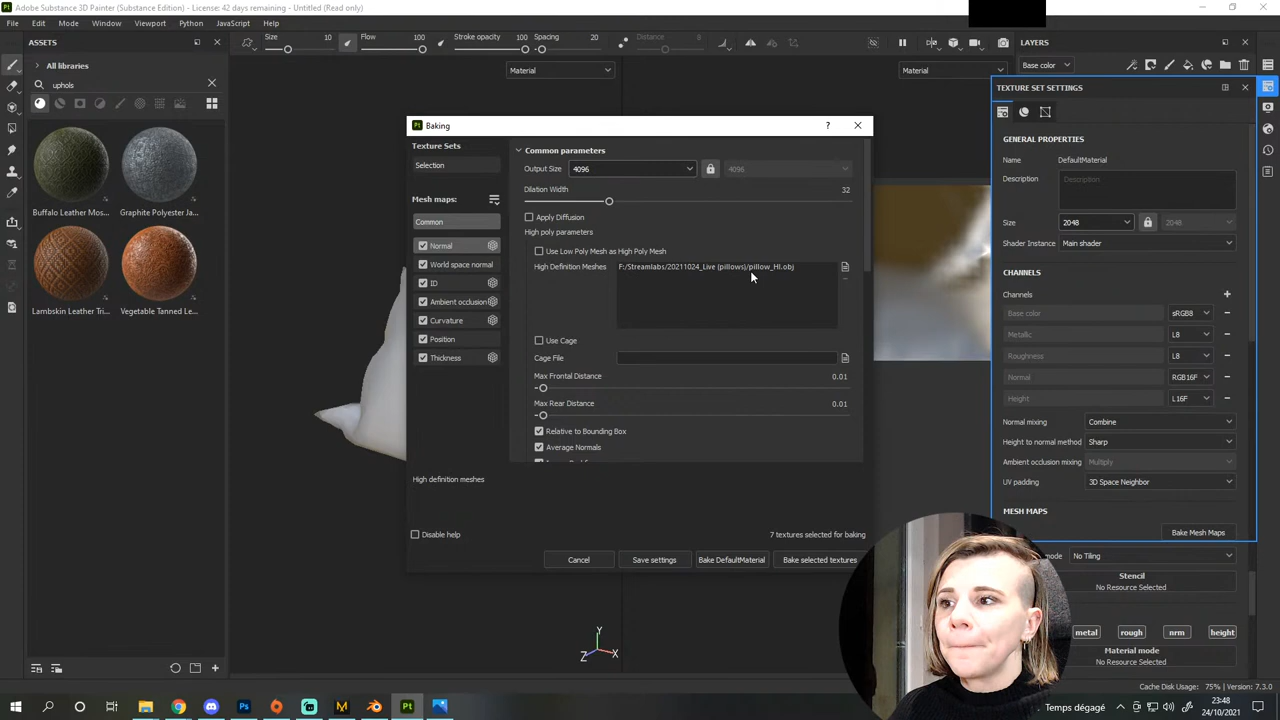 Adobe Substance 3D Painter (Substance Edition) - License: 42 days remaining - Untitled (Read only)
File Edit Mode Window Viewport Python JavaScript Help
Size 10 Flow 100 Stroke opacity 100 Spacing 20 Distance 8
ASSETS
All libraries
uphols
Buffalo Leather Mos... Graphite Polyester Ja...
Lambskin Leather Tri... Vegetable Tanned Le...
Material
Material
Baking
Texture Sets
Selection
Mesh maps:
Common
Normal
World space normal
ID
Ambient occlusion
Curvature
Position
Thickness
Common parameters
Output Size 4096 4096
Dilation Width 32
Apply Diffusion
High poly parameters
Use Low Poly Mesh as High Poly Mesh
High Definition Meshes F:/Streamlabs/20211024_Live (pillows)/pillow_HI.obj
Use Cage
Cage File
Max Frontal Distance 0.01
Max Rear Distance 0.01
Relative to Bounding Box
Average Normals
High definition meshes
Disable help
7 textures selected for baking
Cancel Save settings Bake DefaultMaterial Bake selected textures
LAYERS
Base color
TEXTURE SET SETTINGS
GENERAL PROPERTIES
Name DefaultMaterial
Description Description
Size 2048 2048
Shader Instance Main shader
CHANNELS
Channels
Base color sRGB8
Metallic L8
Roughness L8
Normal RGB16F
Height L16F
Normal mixing Combine
Height to normal method Sharp
Ambient occlusion mixing Multiply
UV padding 3D Space Neighbor
MESH MAPS
Bake Mesh Maps
mode No Tiling
Stencil
No Resource Selected
metal rough nrm height
Material mode
No Resource Selected
Y
Z X
Cache Disk Usage: 75% | Version: 7.3.0
Temps dégagé
23:48
24/10/2021